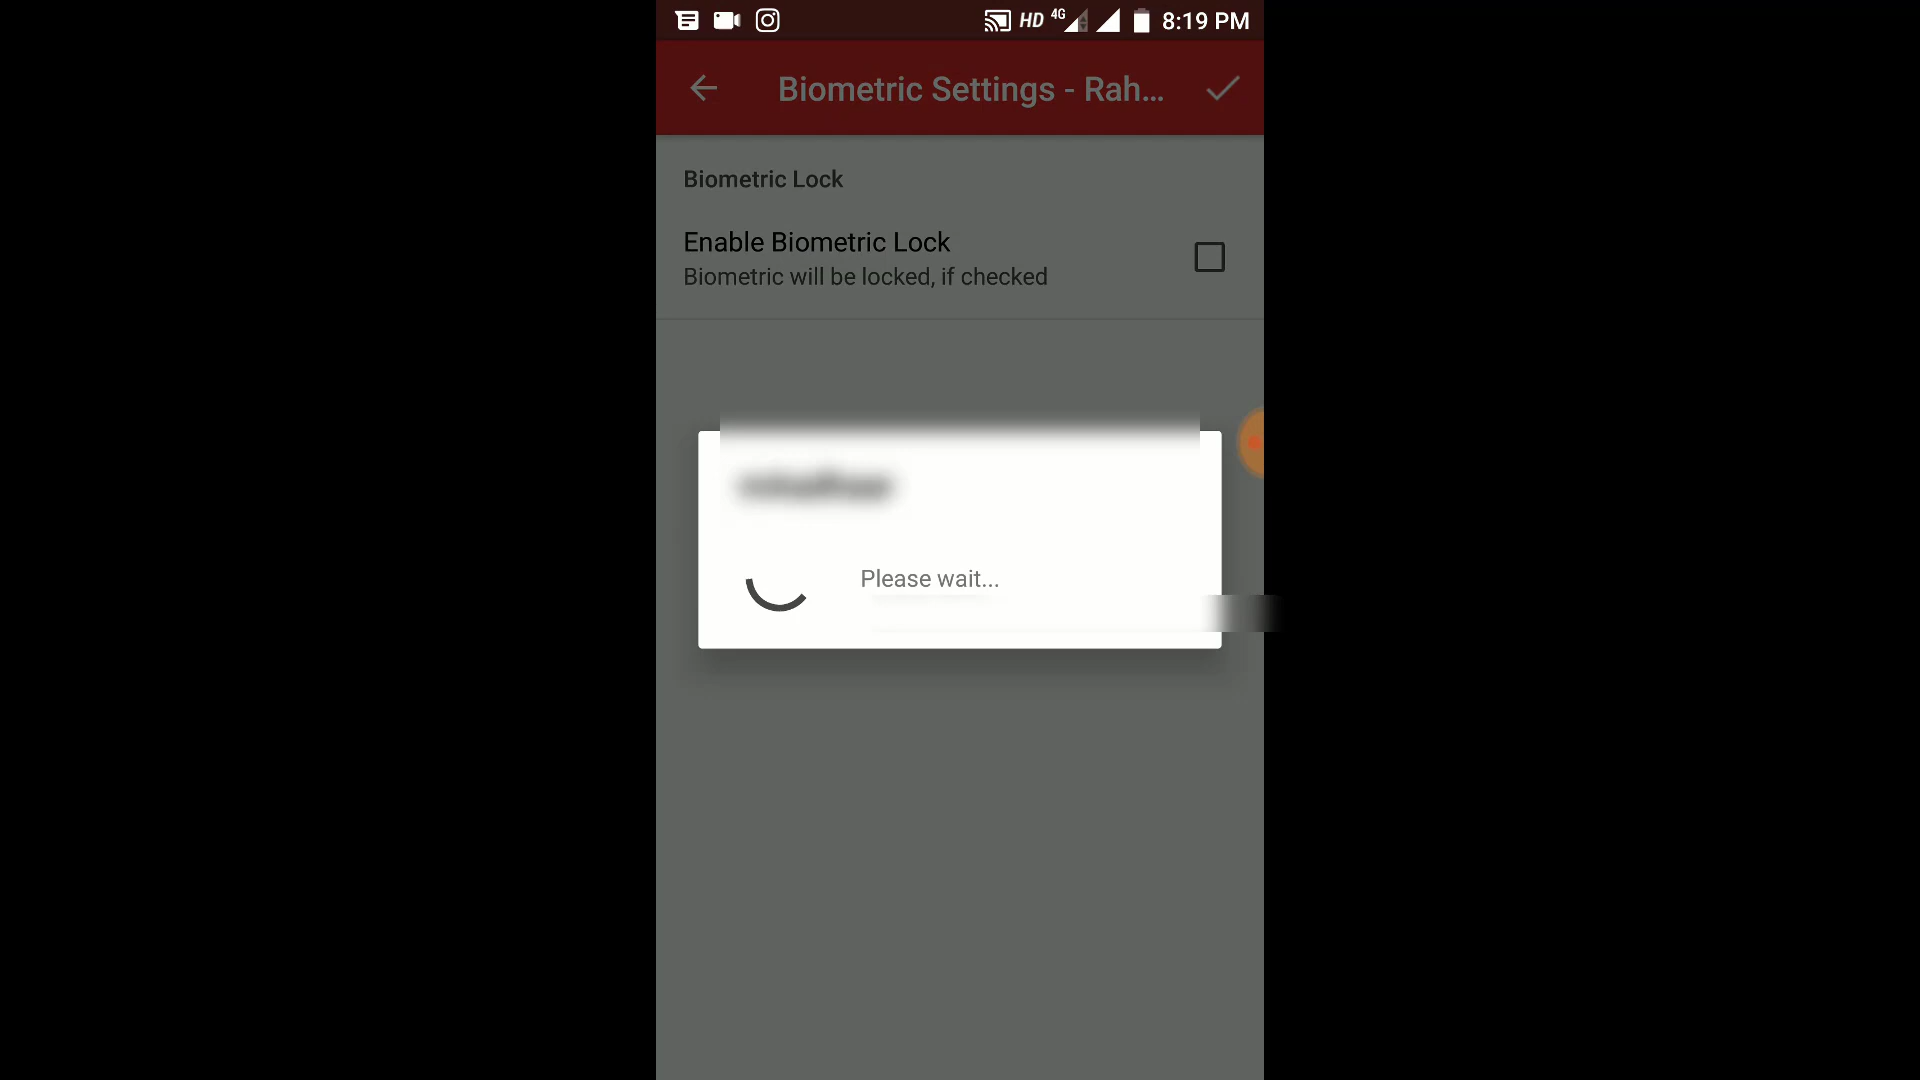 HD 4G 8:19 PM
Biometric Settings - Rah...
Biometric Lock
Enable Biometric Lock
Biometric will be locked, if checked
Please wait...